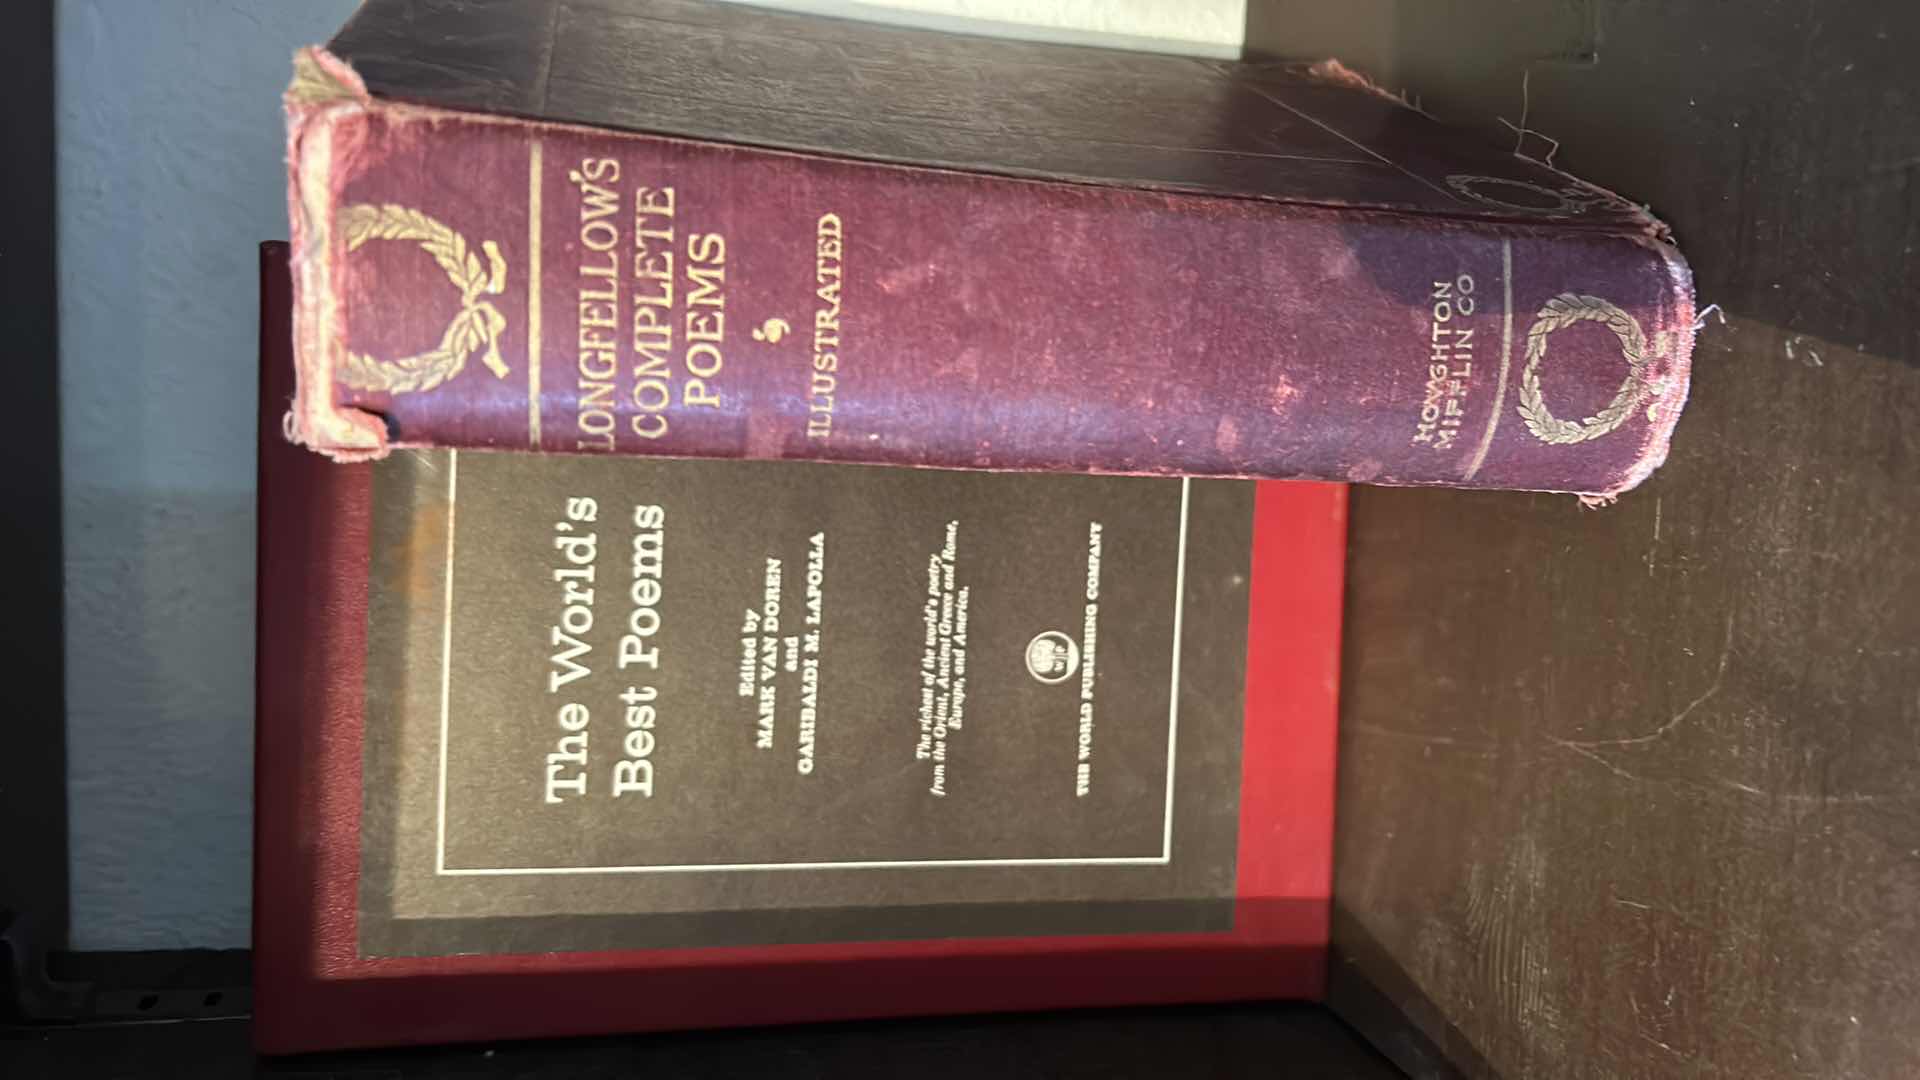 LONGFELLOW'S
COMPLETE
POEMS
ILLUSTRATED
HOUGHTON
MIFFLIN CO
The World's
Best Poems
Edited by
MARK VAN DOREN
and
GARIBALDI M. LAPOLLA
The richest of the world's poetry
from the Orient, Ancient Greece and Rome,
Europe, and America.
W P
THE WORLD PUBLISHING COMPANY